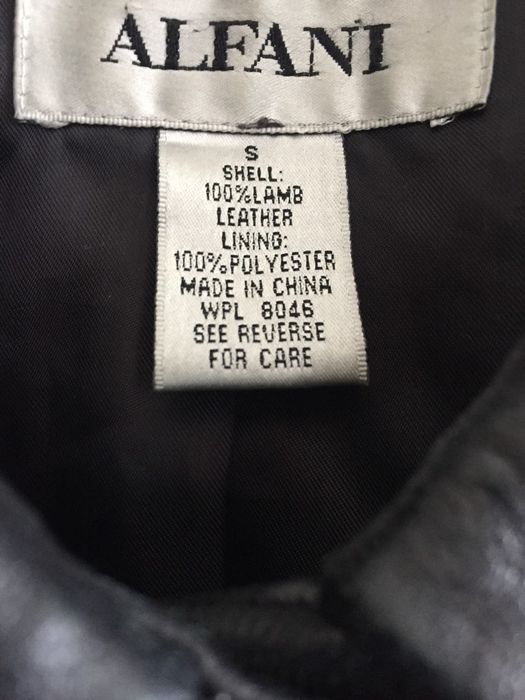 ALFANI
S
SHELL:
100%LAMB
LEATHER
LINING:
100%POLYESTER
MADE IN CHINA
WPL 8046
SEE REVERSE
FOR CARE